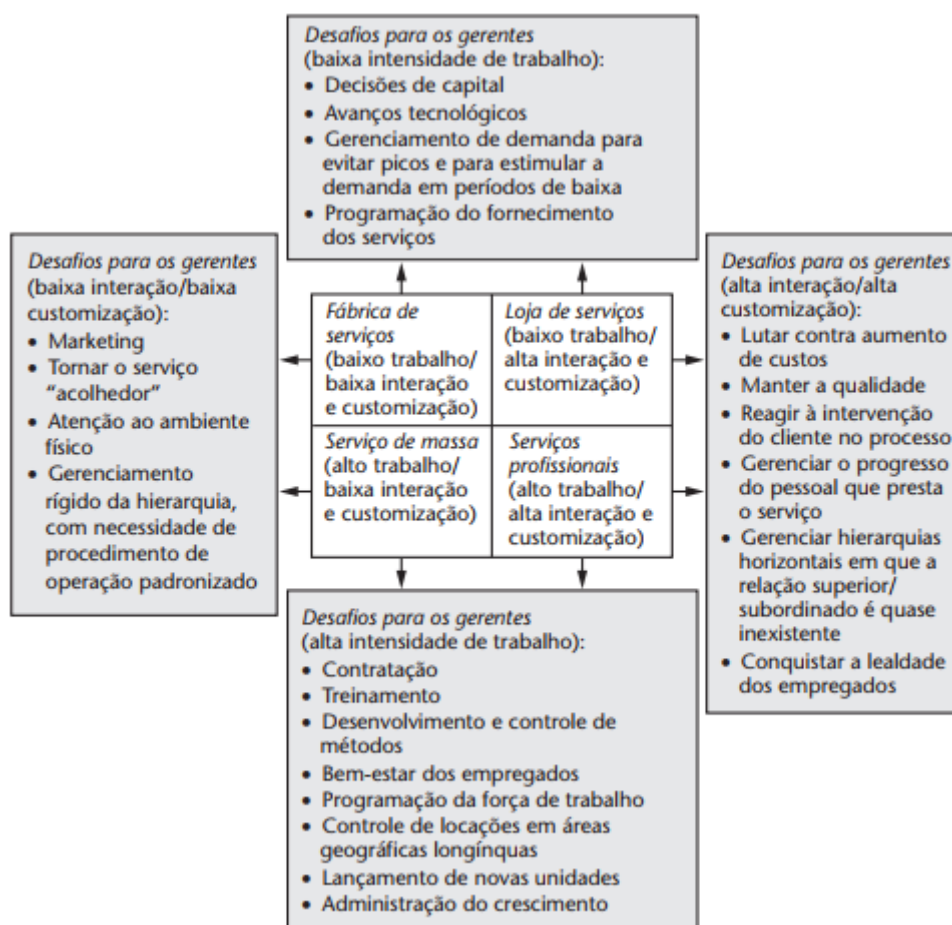 Desafios para os gerentes
(baixa intensidade de trabalho):
• Decisões de capital
• Avanços tecnológicos
• Gerenciamento de demanda para
evitar picos e para estimular a
demanda em períodos de baixa
• Programação do fornecimento
dos serviços
Desafios para os gerentes
(baixa interação/baixa
customização):
• Marketing
• Tornar o serviço
“acolhedor”
• Atenção ao ambiente
físico
• Gerenciamento
rígido da hierarquia,
com necessidade de
procedimento de
operação padronizado
Fábrica de
serviços
(baixo trabalho/
baixa interação
e customização)
Loja de serviços
(baixo trabalho/
alta interação e
customização)
Serviço de massa
(alto trabalho/
baixa interação
e customização)
Serviços
profissionais
(alto trabalho/
alta interação e
customização)
Desafios para os gerentes
(alta interação/alta
customização):
• Lutar contra aumento
de custos
• Manter a qualidade
• Reagir à intervenção
do cliente no processo
• Gerenciar o progresso
do pessoal que presta
o serviço
• Gerenciar hierarquias
horizontais em que a
relação superior/
subordinado é quase
inexistente
• Conquistar a lealdade
dos empregados
Desafios para os gerentes
(alta intensidade de trabalho):
• Contratação
• Treinamento
• Desenvolvimento e controle de
métodos
• Bem-estar dos empregados
• Programação da força de trabalho
• Controle de locações em áreas
geográficas longínquas
• Lançamento de novas unidades
• Administração do crescimento